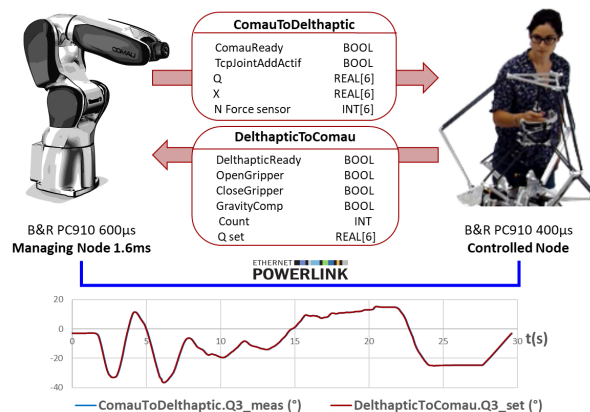 ComauToDelthaptic
ComauReady BOOL
TcpJointAddActif BOOL
Q REAL[6]
X REAL[6]
N Force sensor INT[6]
COMAU
DelthapticToComau
DelthapticReady BOOL
OpenGripper BOOL
CloseGripper BOOL
GravityComp BOOL
Count INT
Q set REAL[6]
B&R PC910 600µs
Managing Node 1.6ms
B&R PC910 400µs
Controlled Node
ETHERNET
POWERLINK
20
0
-20
-40
0 5 10 15 20 25 30
t(s)
ComauToDelthaptic.Q3_meas (°) DelthapticToComau.Q3_set (°)